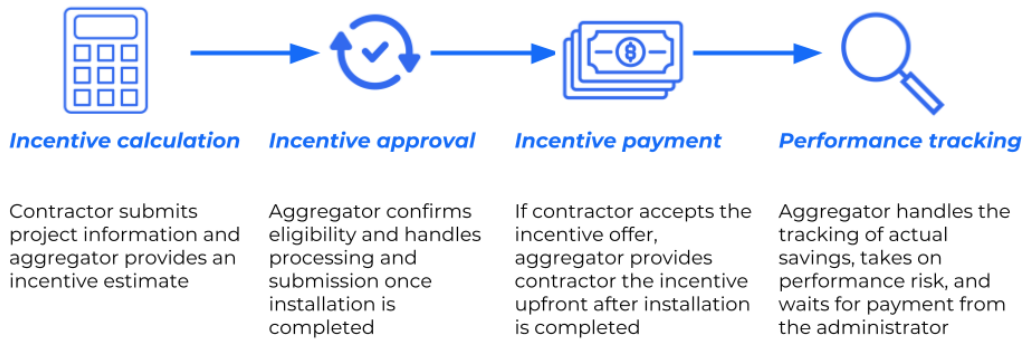 Incentive calculation
Contractor submits
project information and
aggregator provides an
incentive estimate
Incentive approval
Aggregator confirms
eligibility and handles
processing and
submission once
installation is
completed
Incentive payment
If contractor accepts the
incentive offer,
aggregator provides
contractor the incentive
upfront after installation
is completed
Performance tracking
Aggregator handles the
tracking of actual
savings, takes on
performance risk, and
waits for payment from
the administrator